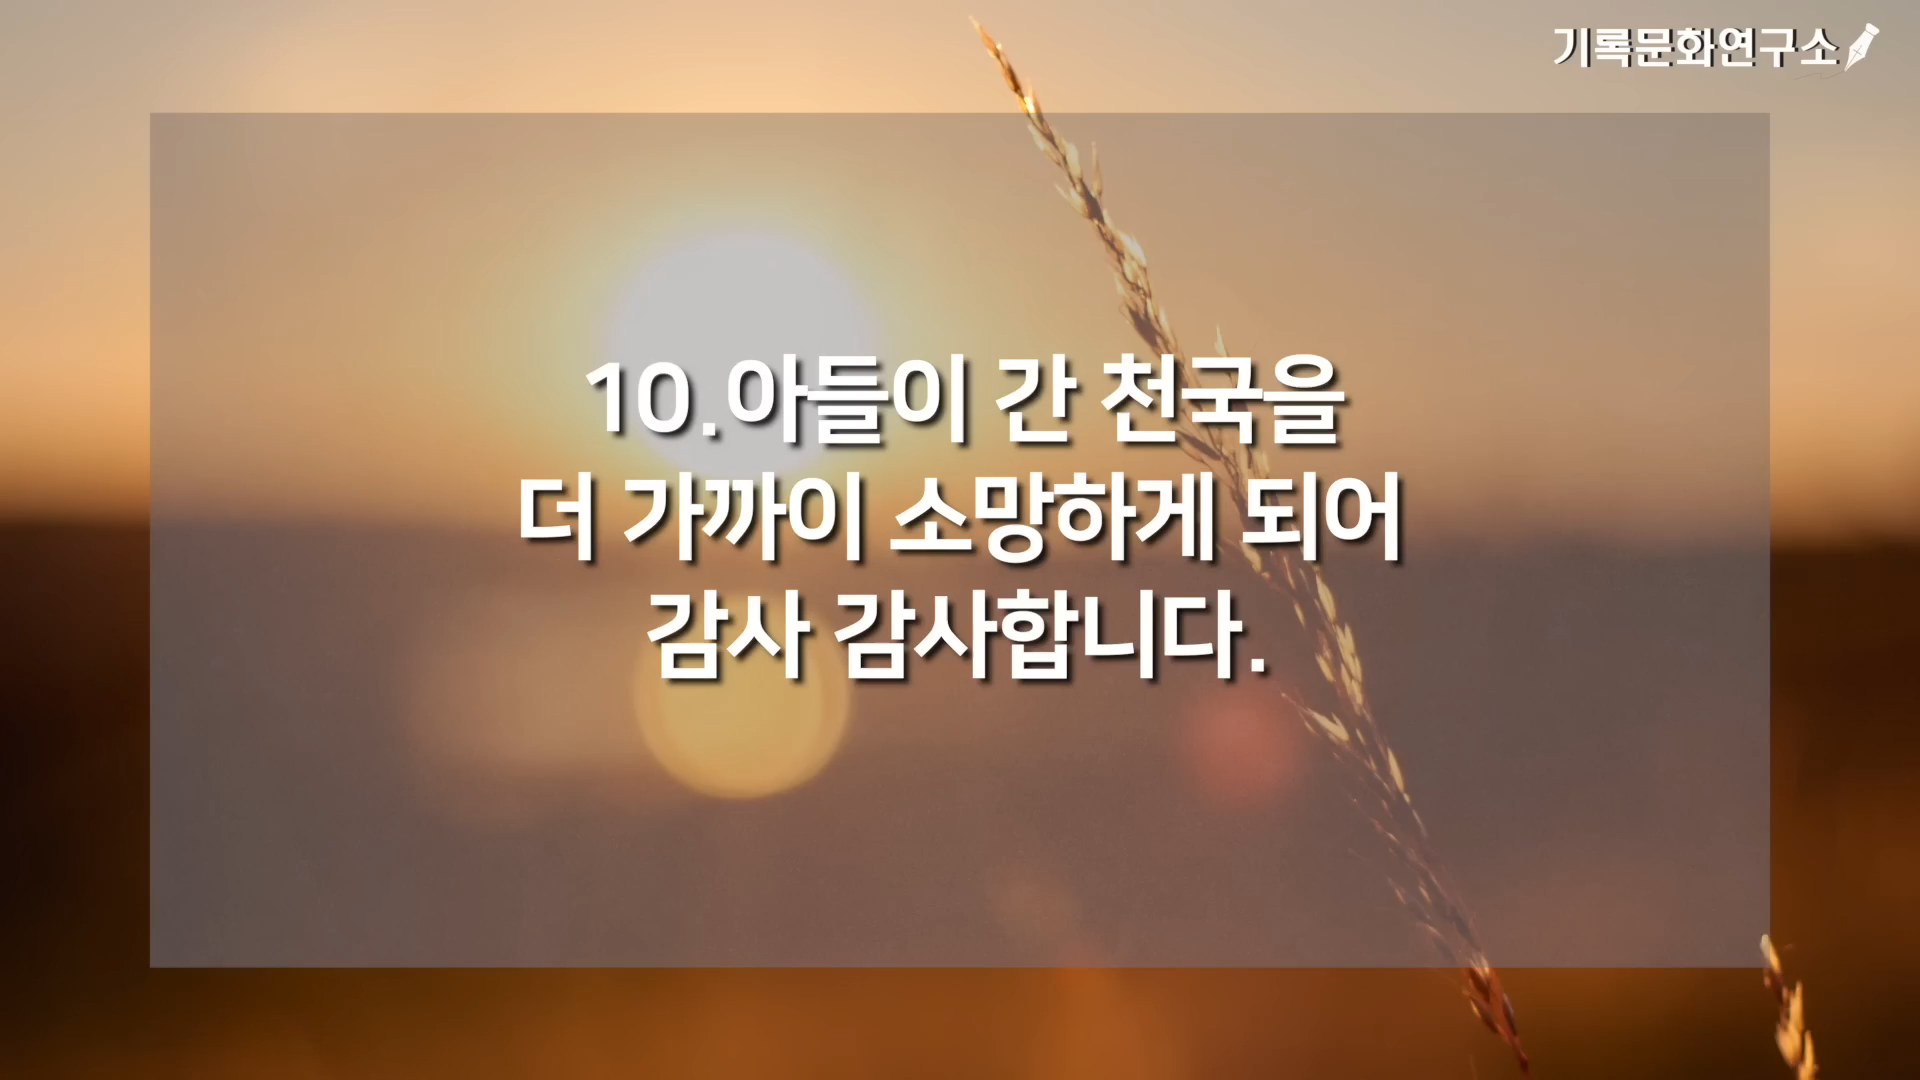 기록문화연구소
10.아들이 간 천국을
더 가까이 소망하게 되어
감사 감사합니다.